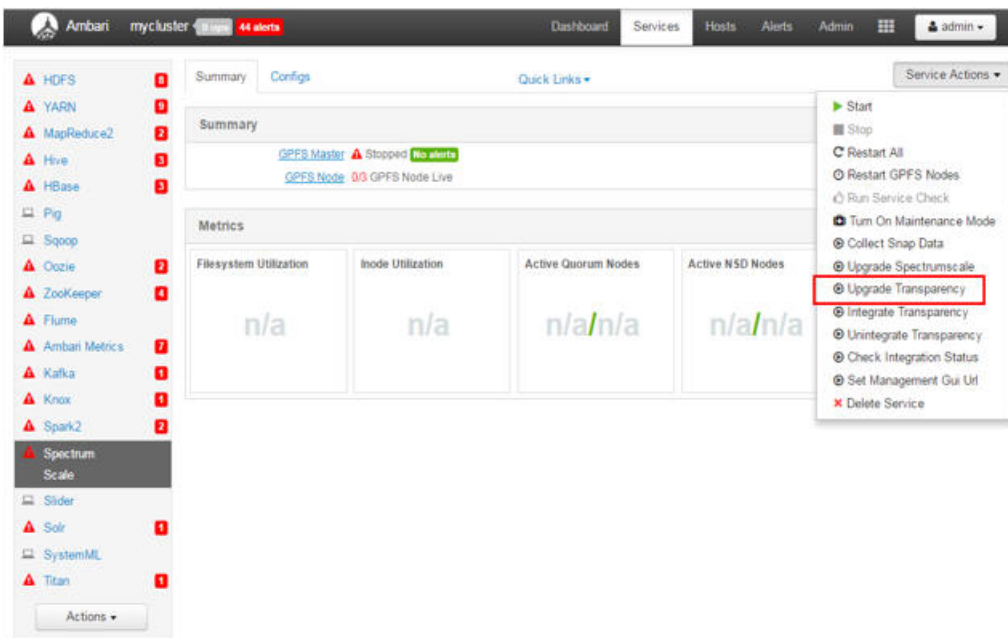 Ambari mycluster 0 ops 44 alerts Dashboard Services Hosts Alerts Admin admin
HDFS 8
YARN 9
MapReduce2 2
Hive 3
HBase 3
Pig
Sqoop
Oozie 2
ZooKeeper 4
Flume
Ambari Metrics 7
Kafka 1
Knox 1
Spark2 2
Spectrum
Scale
Slider
Solr 1
SystemML
Titan 1
Actions
Summary Configs Quick Links Service Actions
Summary
GPFS Master Stopped No alerts
GPFS Node 0/3 GPFS Node Live
Metrics
Filesystem Utilization
n/a
Inode Utilization
n/a
Active Quorum Nodes
n/a/n/a
Active NSD Nodes
n/a/n/a
Start
Stop
Restart All
Restart GPFS Nodes
Run Service Check
Turn On Maintenance Mode
Collect Snap Data
Upgrade Spectrumscale
Upgrade Transparency
Integrate Transparency
Unintegrate Transparency
Check Integration Status
Set Management Gui Url
Delete Service